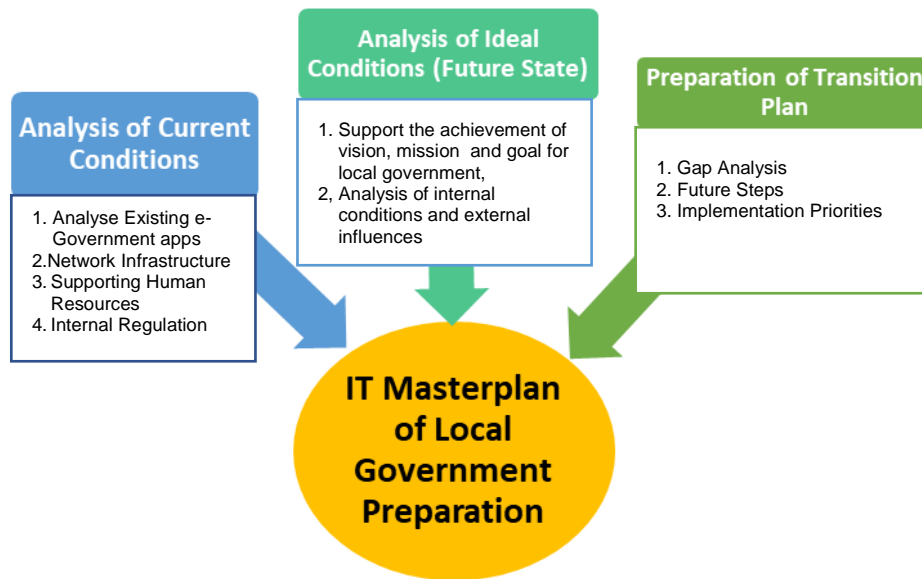 Analysis of Current
Conditions
1. Analyse Existing e-
Government apps
2.Network Infrastructure
3. Supporting Human
Resources
4. Internal Regulation
Analysis of Ideal
Conditions (Future State)
1. Support the achievement of
vision, mission and goal for
local government,
2, Analysis of internal
conditions and external
influences
Preparation of Transition
Plan
1. Gap Analysis
2. Future Steps
3. Implementation Priorities
IT Masterplan
of Local
Government
Preparation